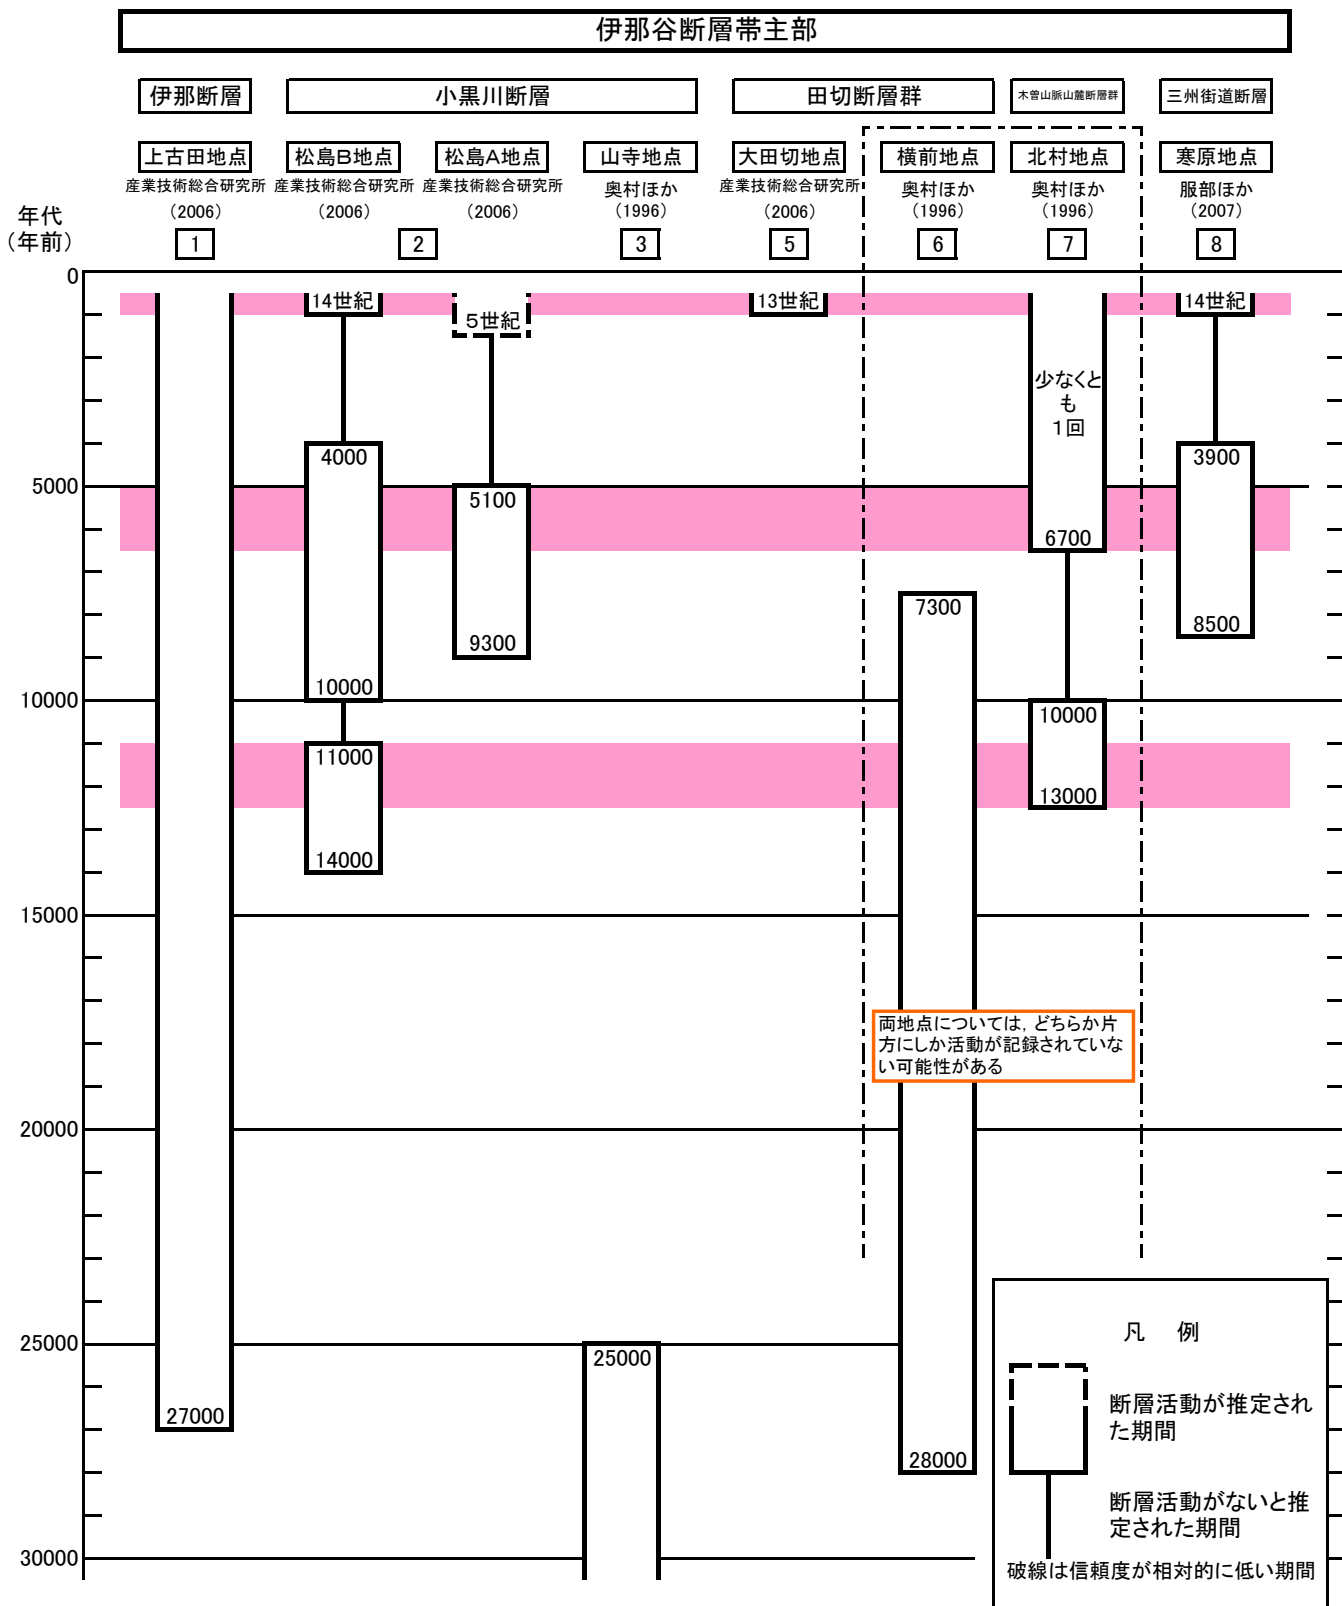 伊那谷断層帯主部
伊那断層
小黒川断層
田切断層群
木曽山脈山麓断層群
三州街道断層
上古田地点
松島B地点
松島A地点
山寺地点
大田切地点
横前地点
北村地点
寒原地点
産業技術総合研究所
(2006)
産業技術総合研究所
(2006)
産業技術総合研究所
(2006)
奥村ほか
(1996)
産業技術総合研究所
(2006)
奥村ほか
(1996)
奥村ほか
(1996)
服部ほか
(2007)
年代
(年前)
1
2
3
5
6
7
8
0
14世紀
5世紀
13世紀
14世紀
少なくと
も
1回
4000
3900
5000
5100
6700
7300
8500
9300
10000
10000
10000
11000
13000
14000
15000
両地点については，どちらか片
方にしか活動が記録されていな
い可能性がある
20000
25000
25000
27000
28000
30000
凡 例
断層活動が推定され
た期間
断層活動がないと推
定された期間
破線は信頼度が相対的に低い期間